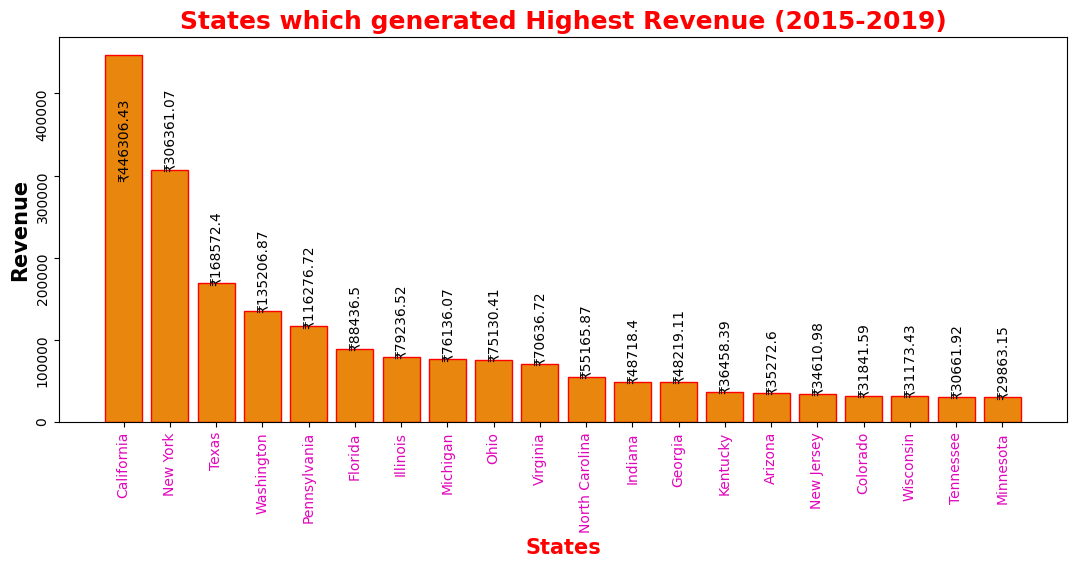 States which generated Highest Revenue (2015-2019)
Revenue
400000
300000
200000
100000
0
₹446306.43
₹306361.07
₹168572.4
₹135206.87
₹116276.72
₹88436.5
₹79236.52
₹76136.07
₹75130.41
₹70636.72
₹55165.87
₹48718.4
₹48219.11
₹36458.39
₹35272.6
₹34610.98
₹31841.59
₹31173.43
₹30661.92
₹29863.15
California
New York
Texas
Washington
Pennsylvania
Florida
Illinois
Michigan
Ohio
Virginia
North Carolina
Indiana
Georgia
Kentucky
Arizona
New Jersey
Colorado
Wisconsin
Tennessee
Minnesota
States